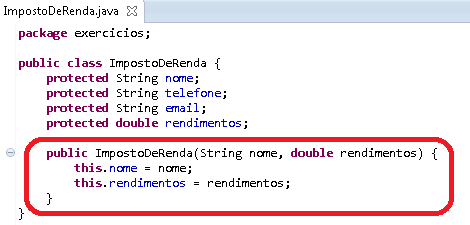 ImpostoDeRenda.java
package exercicios;
public class ImpostoDeRenda {
protected String nome;
protected String telefone;
protected String email;
protected double rendimentos;
public ImpostoDeRenda(String nome, double rendimentos) {
this.nome = nome;
this.rendimentos = rendimentos;
}
}